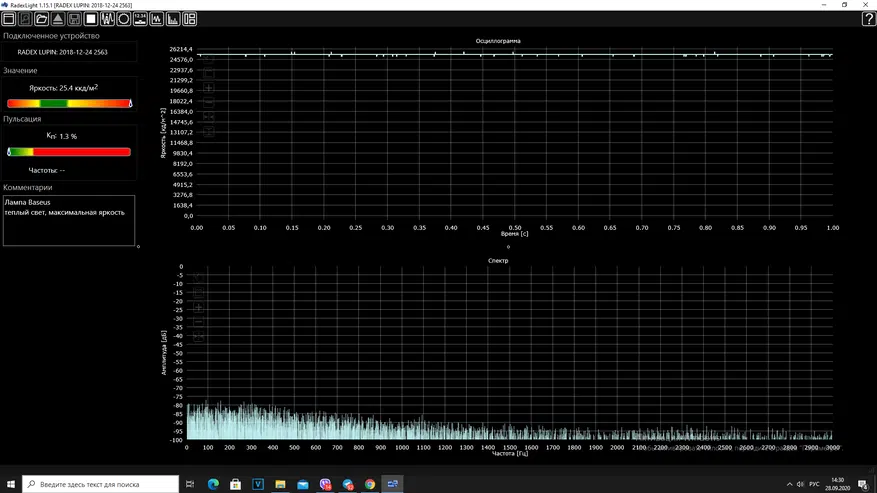 RadexLight 1.15.1 [RADEX LUPIN: 2018-12-24 2563]
12.34
?
Подключенное устройство
RADEX LUPIN: 2018-12-24 2563
Значение
Яркость: 25.4 ккд/м2
Пульсация
Кп: 1.3 %
Частоты: --
Комментарии
Лампа Baseus
теплый свет, максимальная яркость
Осциллограмма
Яркость [кд/м^2]
26214,4
24576,0
22937,6
21299,2
19660,8
18022,4
16384,0
14745,6
13107,2
11468,8
9830,4
8192,0
6553,6
4915,2
3276,8
1638,4
0,0
0.00 0.05 0.10 0.15 0.20 0.25 0.30 0.35 0.40 0.45 0.50 0.55 0.60 0.65 0.70 0.75 0.80 0.85 0.90 0.95 1.00
Время [с]
Спектр
Амплитуда [дБ]
0
-5
-10
-15
-20
-25
-30
-35
-40
-45
-50
-55
-60
-65
-70
-75
-80
-85
-90
-95
-100
0 100 200 300 400 500 600 700 800 900 1000 1100 1200 1300 1400 1500 1600 1700 1800 1900 2000 2100 2200 2300 2400 2500 2600 2700 2800 2900 3000
Частота [Гц]
Введите здесь текст для поиска
РУС
14:30
28.09.2020